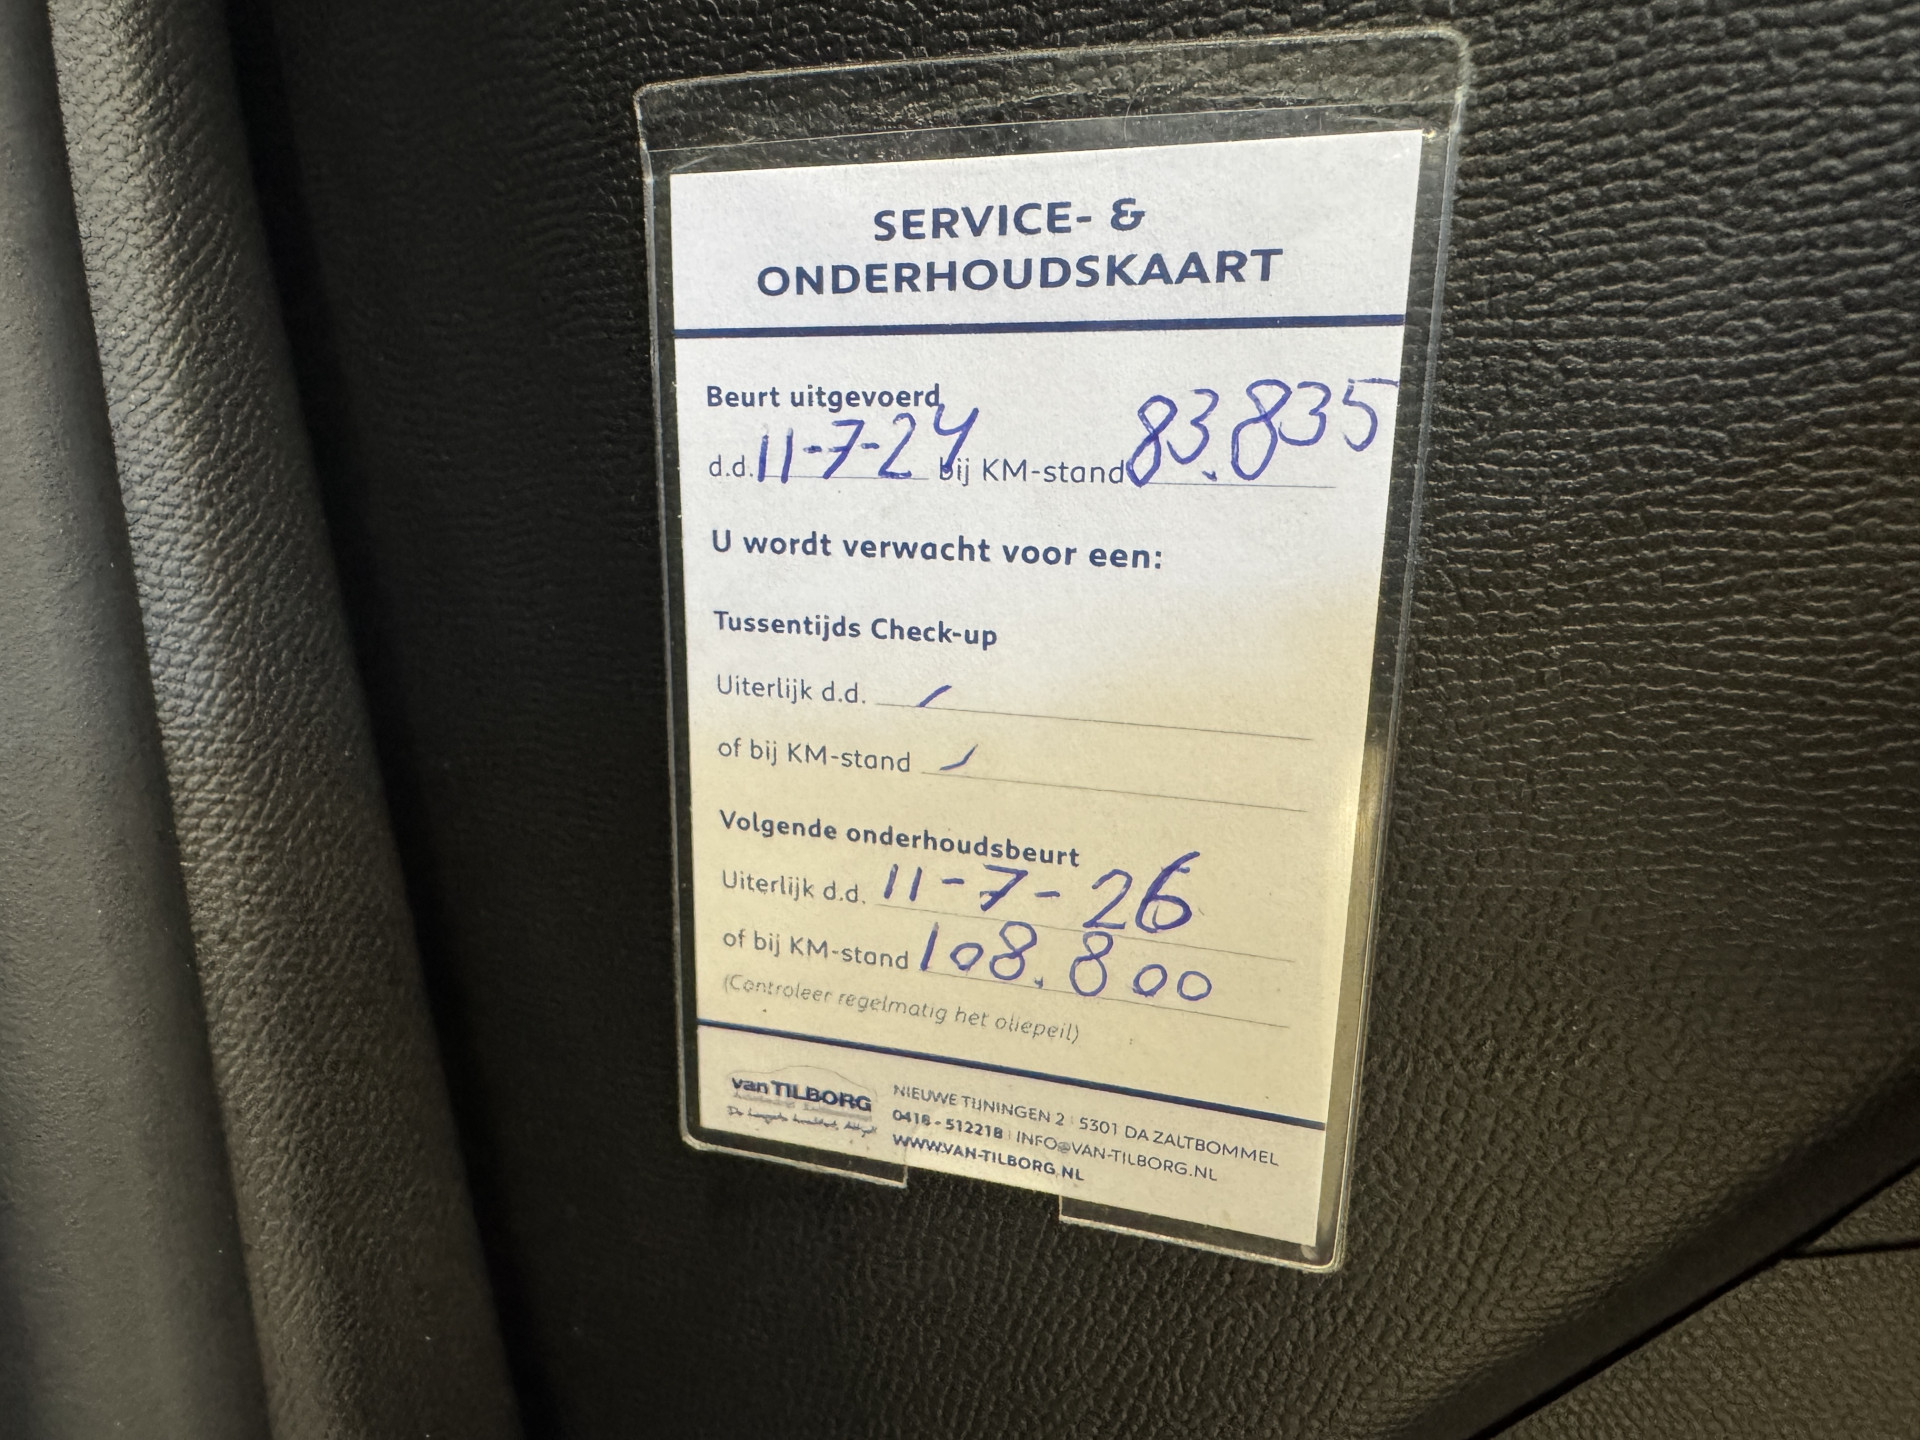 SERVICE- &
ONDERHOUDSKAART
Beurt uitgevoerd
d.d. 11-7-24 bij KM-stand 83.835
U wordt verwacht voor een:
Tussentijds Check-up
Uiterlijk d.d. /
of bij KM-stand /
Volgende onderhoudsbeurt
Uiterlijk d.d. 11-7-26
of bij KM-stand 108.800
(Controleer regelmatig het oliepeil)
van TILBORG
NIEUWE TIJNINGEN 2 | 5301 DA ZALTBOMMEL
0418 - 512218 | INFO@VAN-TILBORG.NL
WWW.VAN-TILBORG.NL